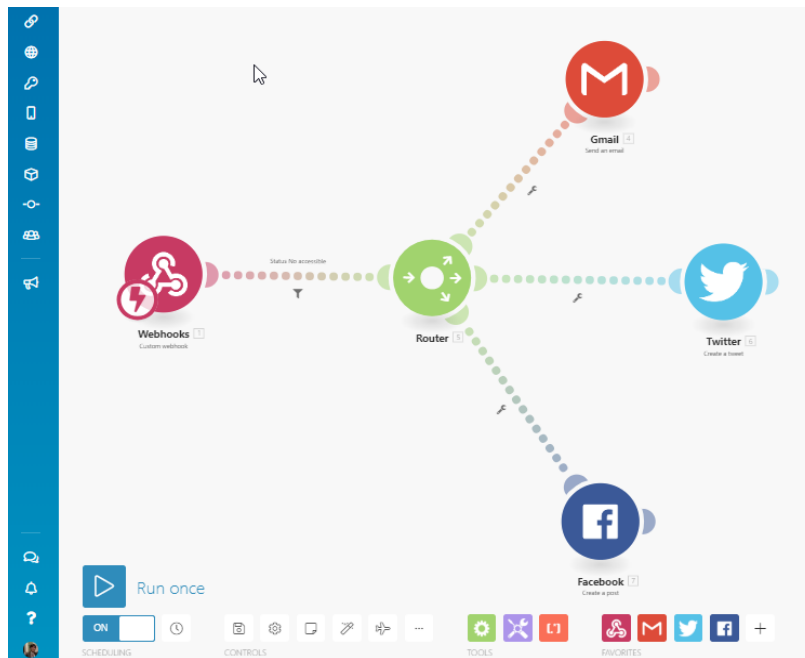 Gmail 4
Send an email
Status No accessible
Webhooks
Custom webhook
Router 5
Twitter 6
Create a tweet
Facebook 7
Create a post
Run once
ON
SCHEDULING
CONTROLS
TOOLS
FAVORITES